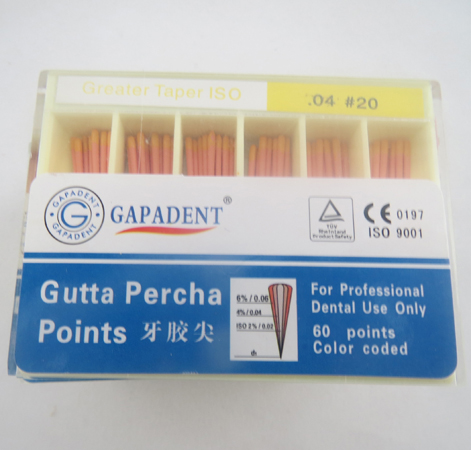 Greater Taper ISO
.04 #20
GAPADENT
G
GAPADENT
GAPADENT®
TÜV
Rheinland
Product Safety
CE 0197
ISO 9001
Gutta Percha
Points 牙胶尖
6% / 0.06
4% / 0.04
ISO 2% / 0.02
For Professional
Dental Use Only
60 points
Color coded